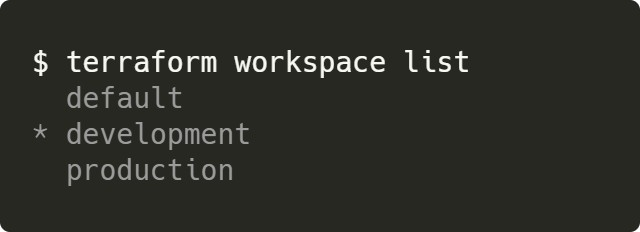 $ terraform workspace list
  default
* development
  production